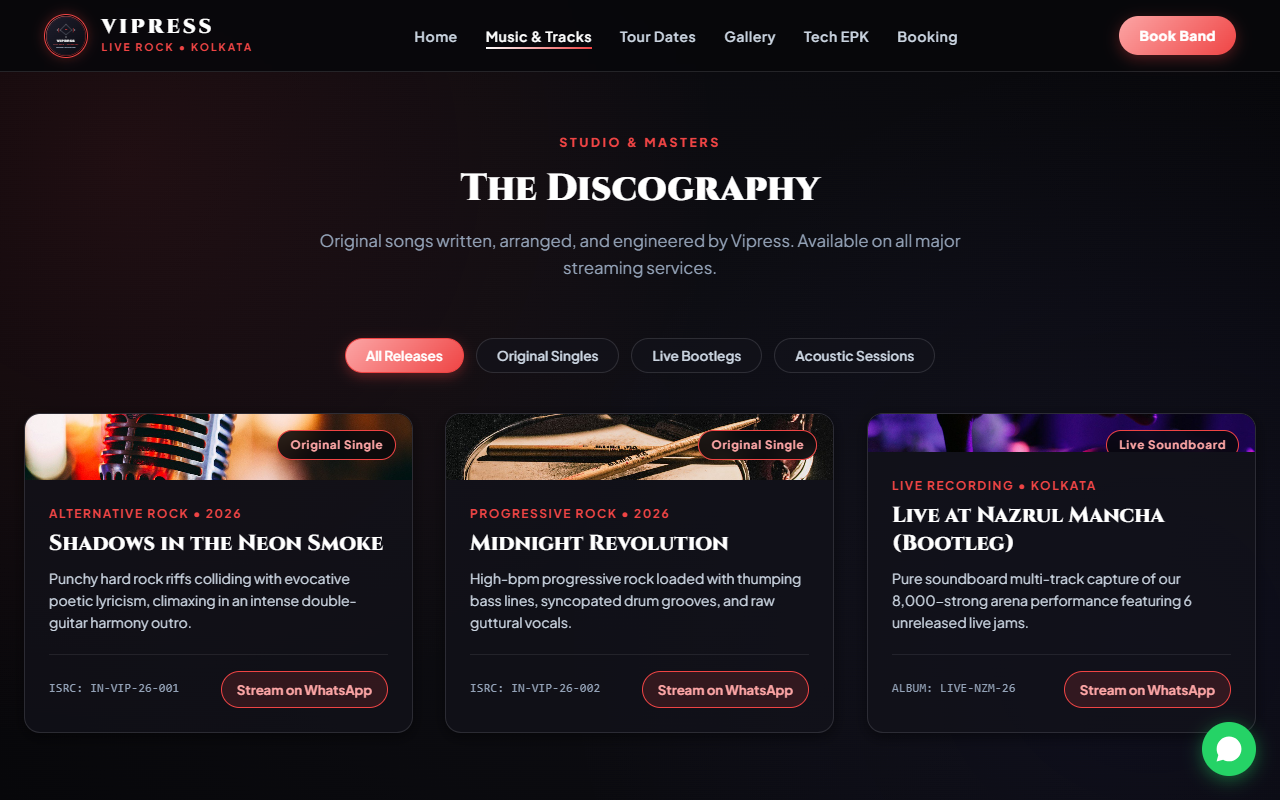 VIPRESS
LIVE ROCK • KOLKATA
Home
Music & Tracks
Tour Dates
Gallery
Tech EPK
Booking
Book Band
STUDIO & MASTERS
The Discography
Original songs written, arranged, and engineered by Vipress. Available on all major
streaming services.
All Releases
Original Singles
Live Bootlegs
Acoustic Sessions
Original Single
ALTERNATIVE ROCK • 2026
Shadows in the Neon Smoke
Punchy hard rock riffs colliding with evocative
poetic lyricism, climaxing in an intense double-
guitar harmony outro.
ISRC: IN-VIP-26-001
Stream on WhatsApp
Original Single
PROGRESSIVE ROCK • 2026
Midnight Revolution
High-bpm progressive rock loaded with thumping
bass lines, syncopated drum grooves, and raw
guttural vocals.
ISRC: IN-VIP-26-002
Stream on WhatsApp
Live Soundboard
LIVE RECORDING • KOLKATA
Live at Nazrul Mancha
(Bootleg)
Pure soundboard multi-track capture of our
8,000-strong arena performance featuring 6
unreleased live jams.
ALBUM: LIVE-NZM-26
Stream on WhatsApp